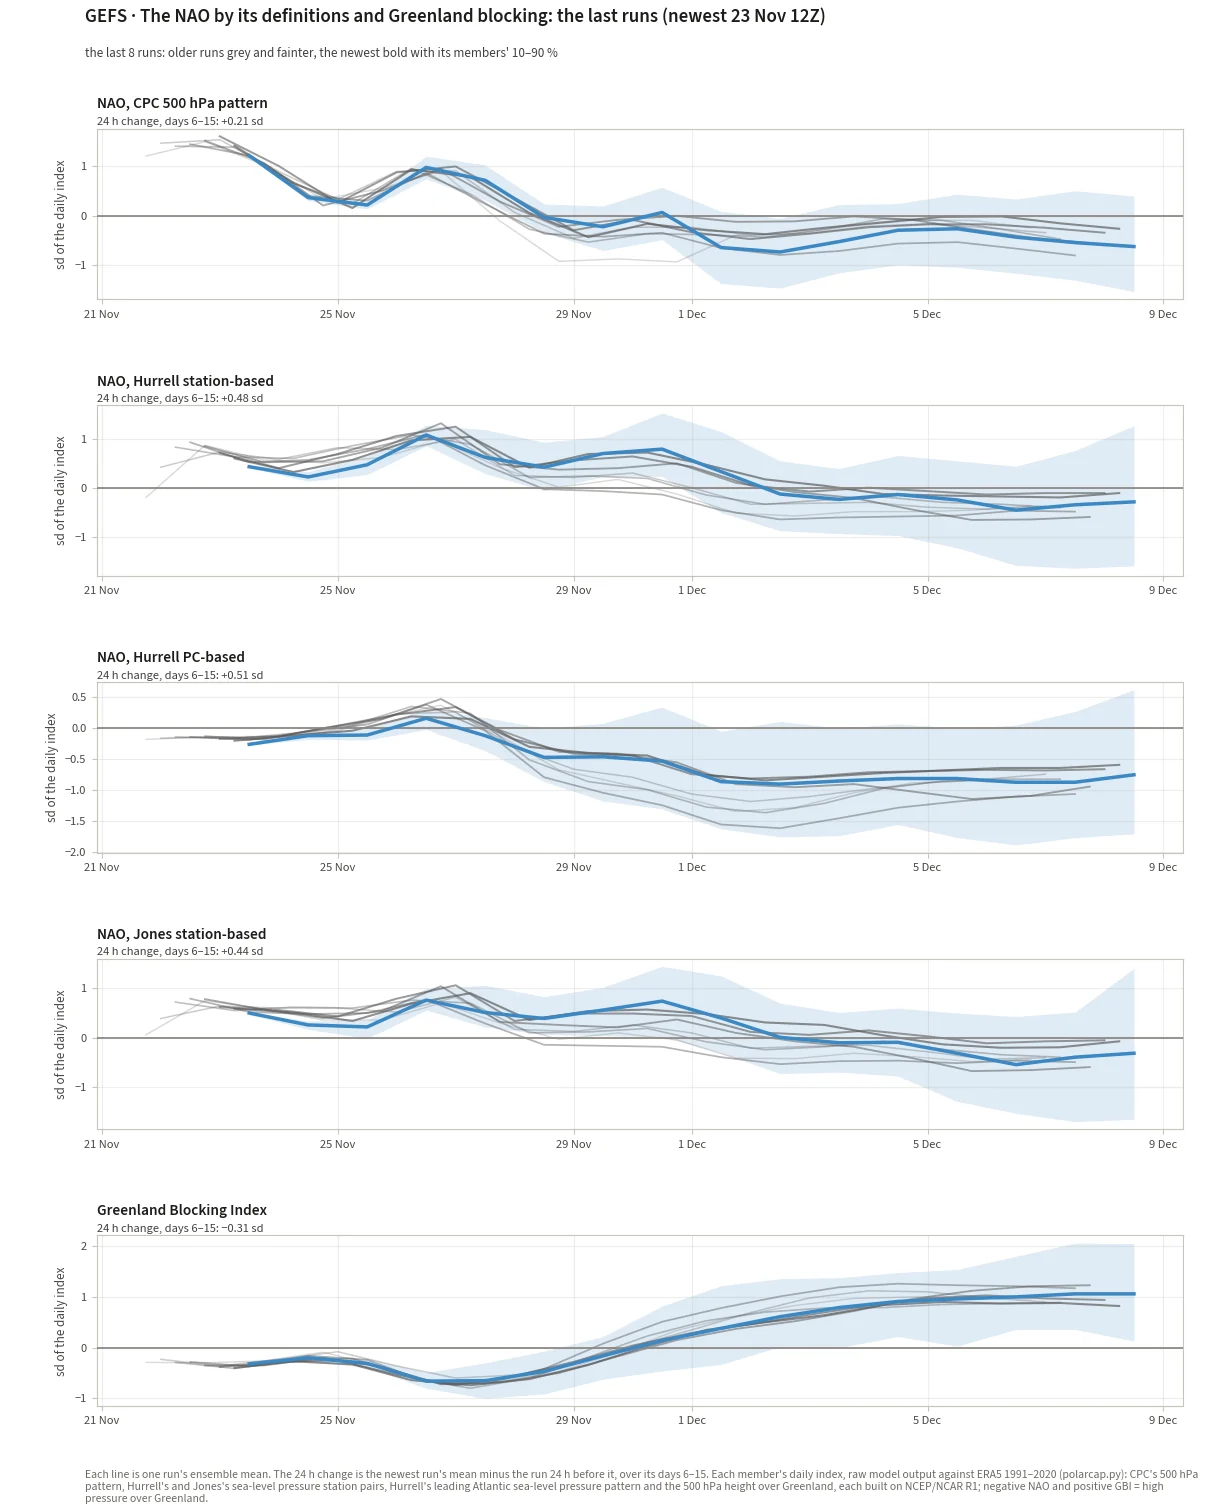 GEFS · The NAO by its definitions and Greenland blocking: the last runs (newest 23 Nov 12Z)
the last 8 runs: older runs grey and fainter, the newest bold with its members' 10–90 %
NAO, CPC 500 hPa pattern
24 h change, days 6–15: +0.21 sd
sd of the daily index
1
0
−1
21 Nov
25 Nov
29 Nov
1 Dec
5 Dec
9 Dec
NAO, Hurrell station-based
24 h change, days 6–15: +0.48 sd
sd of the daily index
1
0
−1
21 Nov
25 Nov
29 Nov
1 Dec
5 Dec
9 Dec
NAO, Hurrell PC-based
24 h change, days 6–15: +0.51 sd
sd of the daily index
0.5
0.0
−0.5
−1.0
−1.5
−2.0
21 Nov
25 Nov
29 Nov
1 Dec
5 Dec
9 Dec
NAO, Jones station-based
24 h change, days 6–15: +0.44 sd
sd of the daily index
1
0
−1
21 Nov
25 Nov
29 Nov
1 Dec
5 Dec
9 Dec
Greenland Blocking Index
24 h change, days 6–15: −0.31 sd
sd of the daily index
2
1
0
−1
21 Nov
25 Nov
29 Nov
1 Dec
5 Dec
9 Dec
Each line is one run's ensemble mean. The 24 h change is the newest run's mean minus the run 24 h before it, over its days 6–15. Each member's daily index, raw model output against ERA5 1991–2020 (polarcap.py): CPC's 500 hPa
pattern, Hurrell's and Jones's sea-level pressure station pairs, Hurrell's leading Atlantic sea-level pressure pattern and the 500 hPa height over Greenland, each built on NCEP/NCAR R1; negative NAO and positive GBI = high
pressure over Greenland.